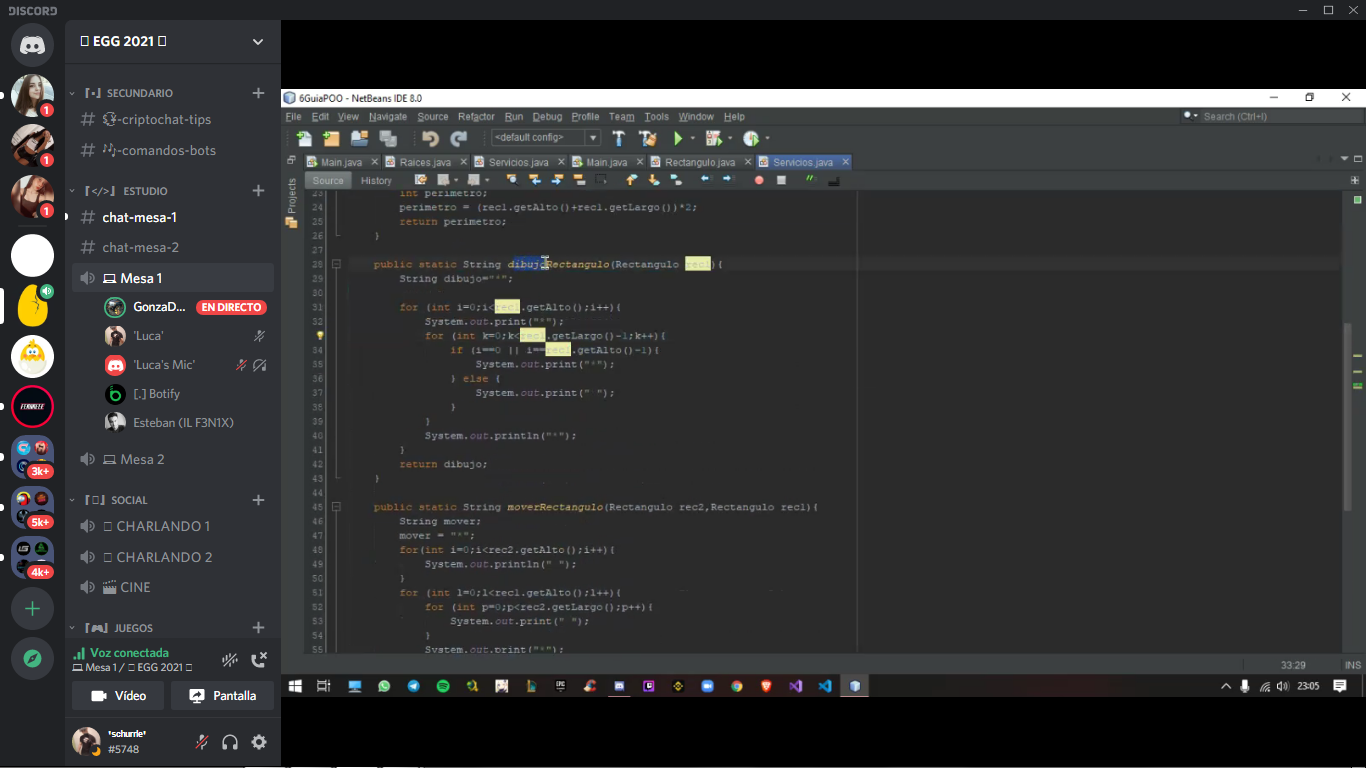 DISCORD
EGG 2021
SECUNDARIO
-criptochat-tips
-comandos-bots
ESTUDIO
chat-mesa-1
chat-mesa-2
Mesa 1
GonzaD... EN DIRECTO
'Luca'
'Luca's Mic'
[.] Botify
Esteban (IL F3N1X)
Mesa 2
SOCIAL
CHARLANDO 1
CHARLANDO 2
CINE
JUEGOS
Voz conectada
Mesa 1 / EGG 2021
Vídeo Pantalla
*schurrle*
#5748
1
1
1
3k+
5k+
4k+
6GuiaPOO - NetBeans IDE 8.0
File Edit View Navigate Source Refactor Run Debug Profile Team Tools Window Help Search (Ctrl+I)
<default config>
Main.java Raices.java Servicios.java Main.java Rectangulo.java Servicios.java
Source History
Projects
23 int perimetro;
24 perimetro = (rec1.getAlto()+rec1.getLargo())*2;
25 return perimetro;
26 }
27
28 public static String dibujoRectangulo(Rectangulo rec1){
29 String dibujo="*";
30
31 for (int i=0;i<rec1.getAlto();i++){
32 System.out.print("*");
for (int k=0;k<rec1.getLargo()-1;k++){
34 if (i==0 || i==rec1.getAlto()-1){
35 System.out.print("*");
36 } else {
37 System.out.print(" ");
38 }
39 }
40 System.out.println("*");
41 }
42 return dibujo;
43 }
44
45 public static String moverRectangulo(Rectangulo rec2,Rectangulo rec1){
46 String mover;
47 mover = "*";
48 for(int i=0;i<rec2.getAlto();i++){
49 System.out.println(" ");
50 }
51 for (int l=0;l<rec1.getAlto();l++){
52 for (int p=0;p<rec2.getLargo();p++){
53 System.out.print(" ");
54 }
55 System.out.print("*");
33:29 INS
23:05